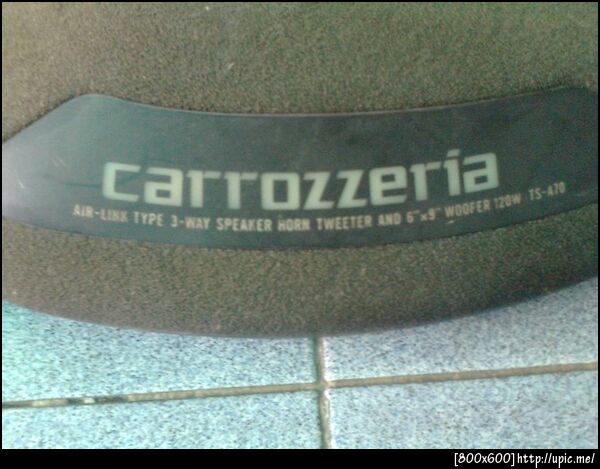 carrozzeria
AIR-LINK TYPE 3-WAY SPEAKER HORN TWEETER AND 6"×9" WOOFER 120W TS-A70
[800x600]http://upic.me/